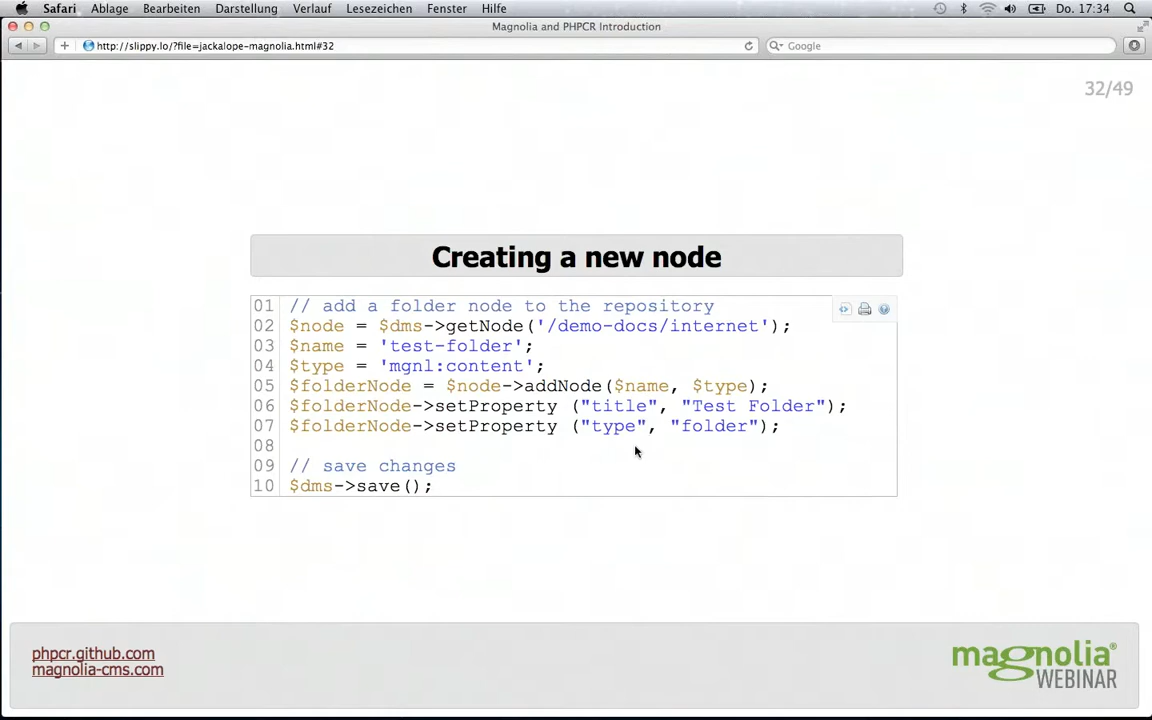 Safari Ablage Bearbeiten Darstellung Verlauf Lesezeichen Fenster Hilfe Do. 17:34
Magnolia and PHPCR Introduction
http://slippy.lo/?file=jackalope-magnolia.html#32 Google
32/49
Creating a new node
01 // add a folder node to the repository
02 $node = $dms->getNode('/demo-docs/internet');
03 $name = 'test-folder';
04 $type = 'mgnl:content';
05 $folderNode = $node->addNode($name, $type);
06 $folderNode->setProperty ("title", "Test Folder");
07 $folderNode->setProperty ("type", "folder");
08
09 // save changes
10 $dms->save();
phpcr.github.com
magnolia-cms.com
magnolia®
WEBINAR